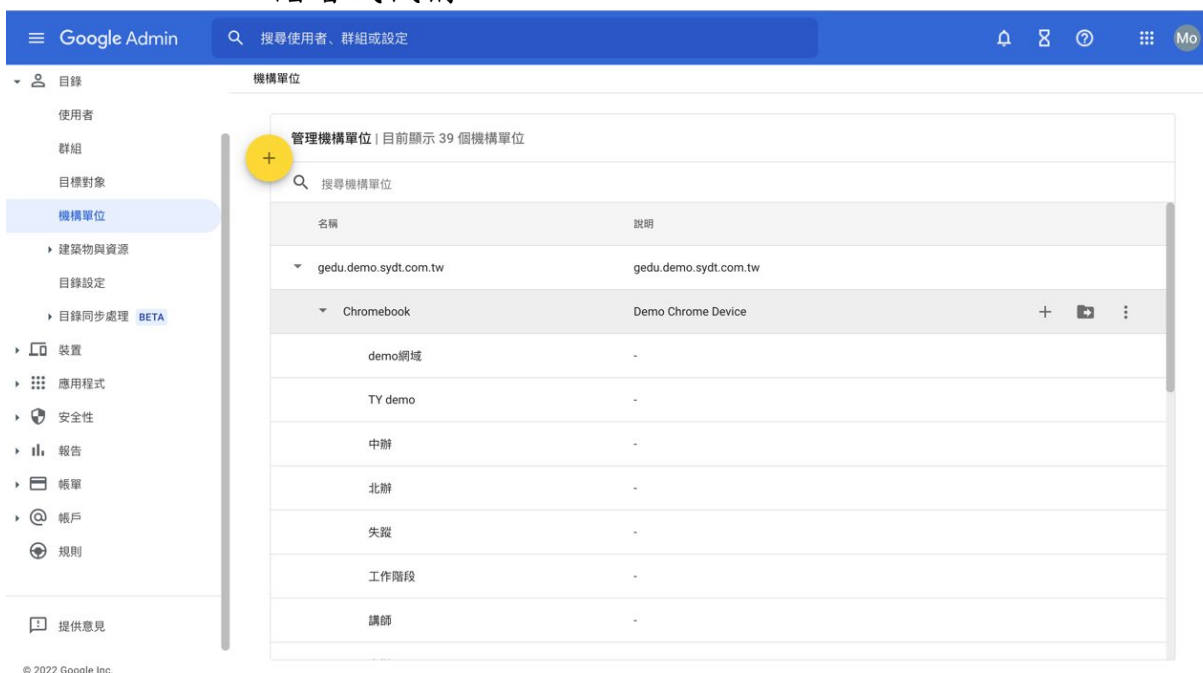 Google Admin
搜尋使用者、群組或設定
Mo
目錄
使用者
群組
目標對象
機構單位
建築物與資源
目錄設定
目錄同步處理 BETA
裝置
應用程式
安全性
報告
帳單
帳戶
規則
提供意見
© 2022 Google Inc.
機構單位
管理機構單位 | 目前顯示 39 個機構單位
搜尋機構單位
名稱 說明
gedu.demo.sydt.com.tw gedu.demo.sydt.com.tw
Chromebook Demo Chrome Device
demo網域 -
TY demo -
中辦 -
北辦 -
失蹤 -
工作階段 -
講師 -